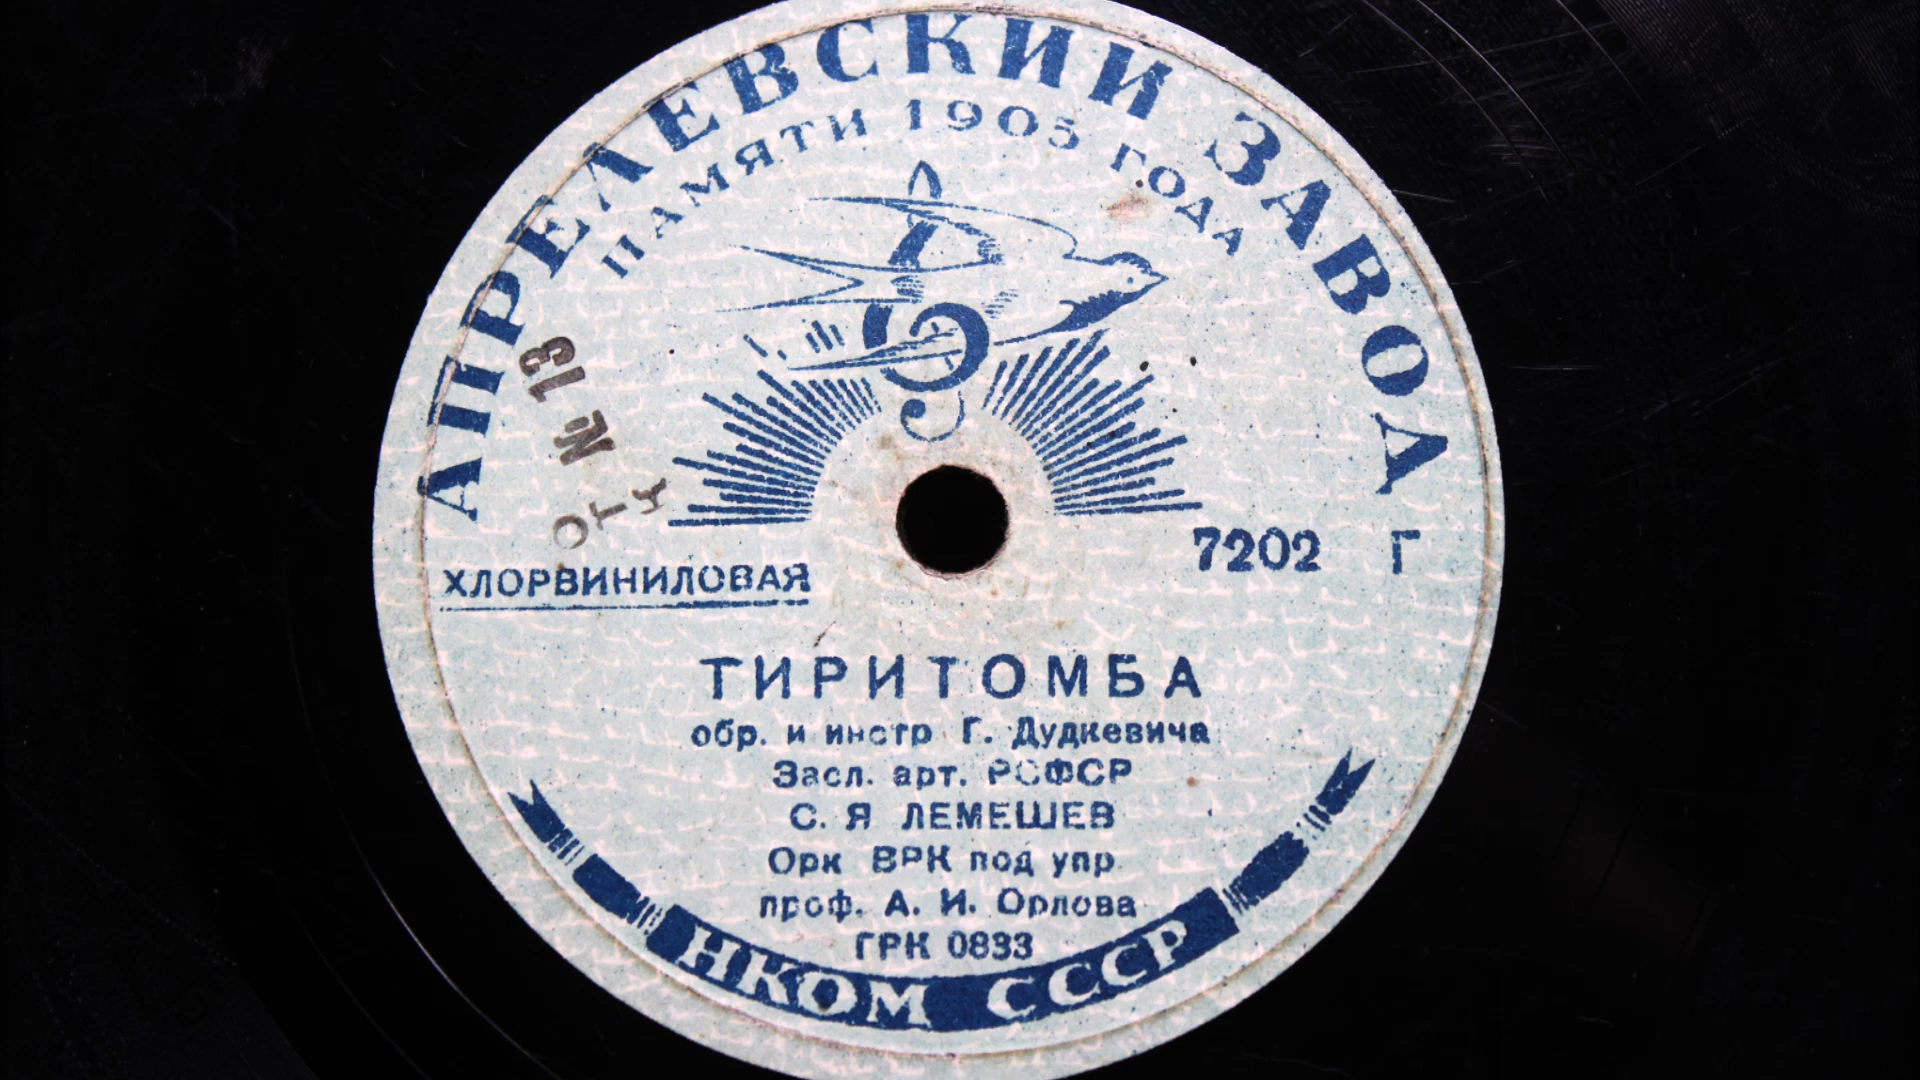 АПРЕЛЕВСКИЙ ЗАВОД
ПАМЯТИ 1905 ГОДА
ОТК № 13
7202 Г
ХЛОРВИНИЛОВАЯ
ТИРИТОМБА
обр. и инстр Г. Дудкевича
Засл. арт. РСФСР
С. Я ЛЕМЕШЕВ
Орк ВРК под упр
проф. А. И. Орлова
ГРК 0833
НКОМ СССР